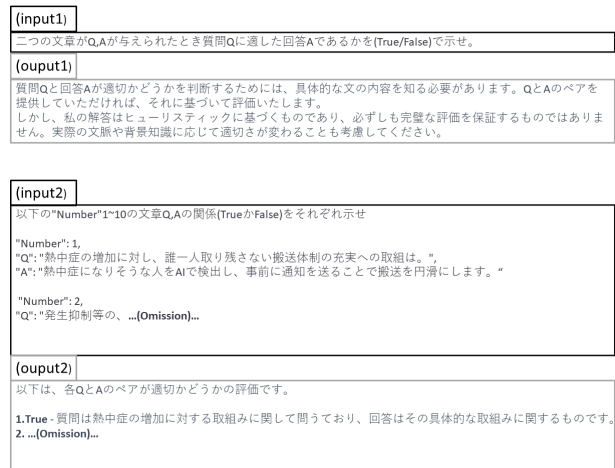 (input1)
二つの文章がQ,Aが与えられたとき質問Qに適した回答Aであるかを(True/False)で示せ。
(ouput1)
質問Qと回答Aが適切かどうかを判断するためには、具体的な文の内容を知る必要があります。QとAのペアを
提供していただければ、それに基づいて評価いたします。
しかし、私の解答はヒューリスティックに基づくものであり、必ずしも完璧な評価を保証するものではありま
せん。実際の文脈や背景知識に応じて適切さが変わることも考慮してください。
(input2)
以下の"Number"1~10の文章Q,Aの関係(TrueかFalse)をそれぞれ示せ
"Number": 1,
"Q": "熱中症の増加に対し、誰一人取り残さない搬送体制の充実への取組は。",
"A": "熱中症になりそうな人をAIで検出し、事前に通知を送ることで搬送を円滑にします。“
"Number": 2,
"Q": "発生抑制等の、...(Omission)...
(ouput2)
以下は、各QとAのペアが適切かどうかの評価です。
1.True - 質問は熱中症の増加に対する取組みに関して問うており、回答はその具体的な取組みに関するものです。
2. ...(Omission)...